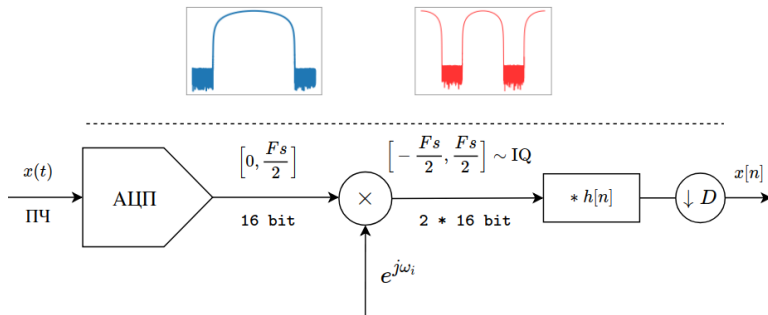 x(t)
ПЧ
АЦП
[0, Fs/2]
16 bit
×
e^{jω_i}
[-Fs/2, Fs/2] ~ IQ
2 * 16 bit
* h[n]
↓ D
x[n]